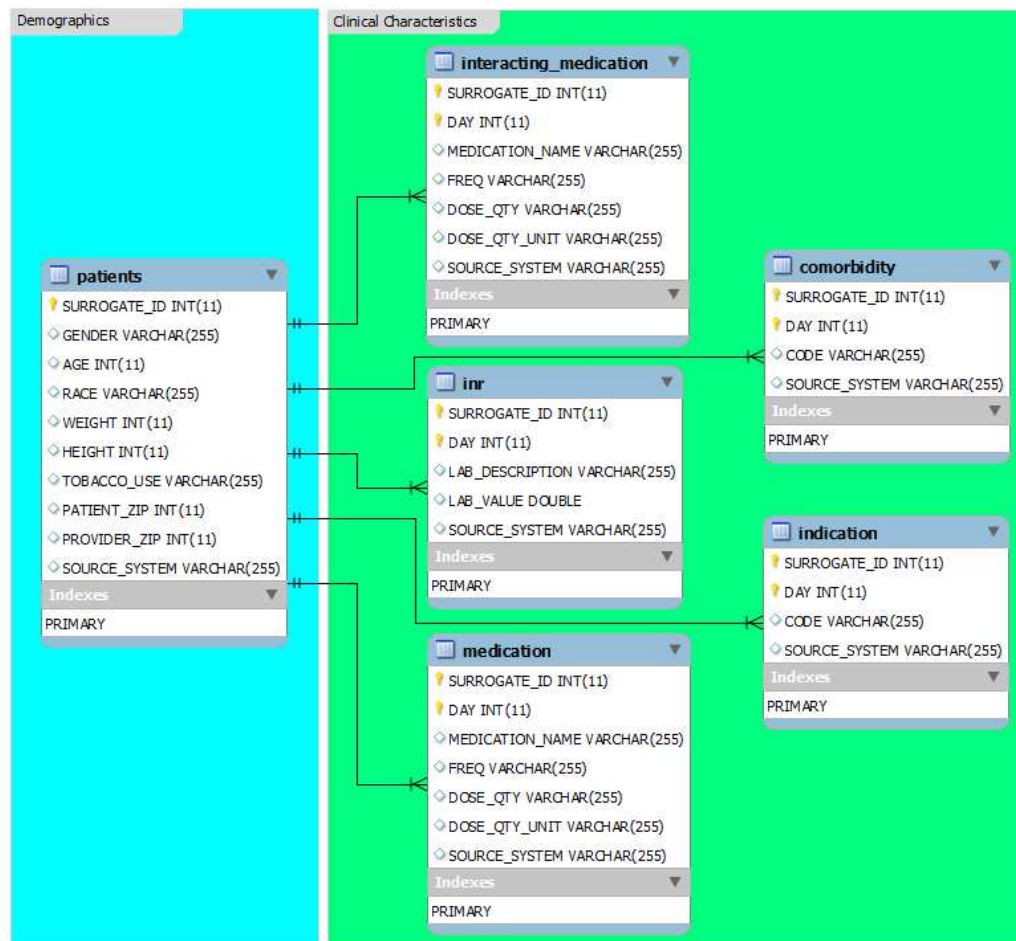 Demographics
Clinical Characteristics
patients
SURROGATE_ID INT(11)
GENDER VARCHAR(255)
AGE INT(11)
RACE VARCHAR(255)
WEIGHT INT(11)
HEIGHT INT(11)
TOBACCO_USE VARCHAR(255)
PATIENT_ZIP INT(11)
PROVIDER_ZIP INT(11)
SOURCE_SYSTEM VARCHAR(255)
Indexes
PRIMARY
interacting_medication
SURROGATE_ID INT(11)
DAY INT(11)
MEDICATION_NAME VARCHAR(255)
FREQ VARCHAR(255)
DOSE_QTY VARCHAR(255)
DOSE_QTY_UNIT VARCHAR(255)
SOURCE_SYSTEM VARCHAR(255)
Indexes
PRIMARY
inr
SURROGATE_ID INT(11)
DAY INT(11)
LAB_DESCRIPTION VARCHAR(255)
LAB_VALUE DOUBLE
SOURCE_SYSTEM VARCHAR(255)
Indexes
PRIMARY
medication
SURROGATE_ID INT(11)
DAY INT(11)
MEDICATION_NAME VARCHAR(255)
FREQ VARCHAR(255)
DOSE_QTY VARCHAR(255)
DOSE_QTY_UNIT VARCHAR(255)
SOURCE_SYSTEM VARCHAR(255)
Indexes
PRIMARY
comorbidity
SURROGATE_ID INT(11)
DAY INT(11)
CODE VARCHAR(255)
SOURCE_SYSTEM VARCHAR(255)
Indexes
PRIMARY
indication
SURROGATE_ID INT(11)
DAY INT(11)
CODE VARCHAR(255)
SOURCE_SYSTEM VARCHAR(255)
Indexes
PRIMARY